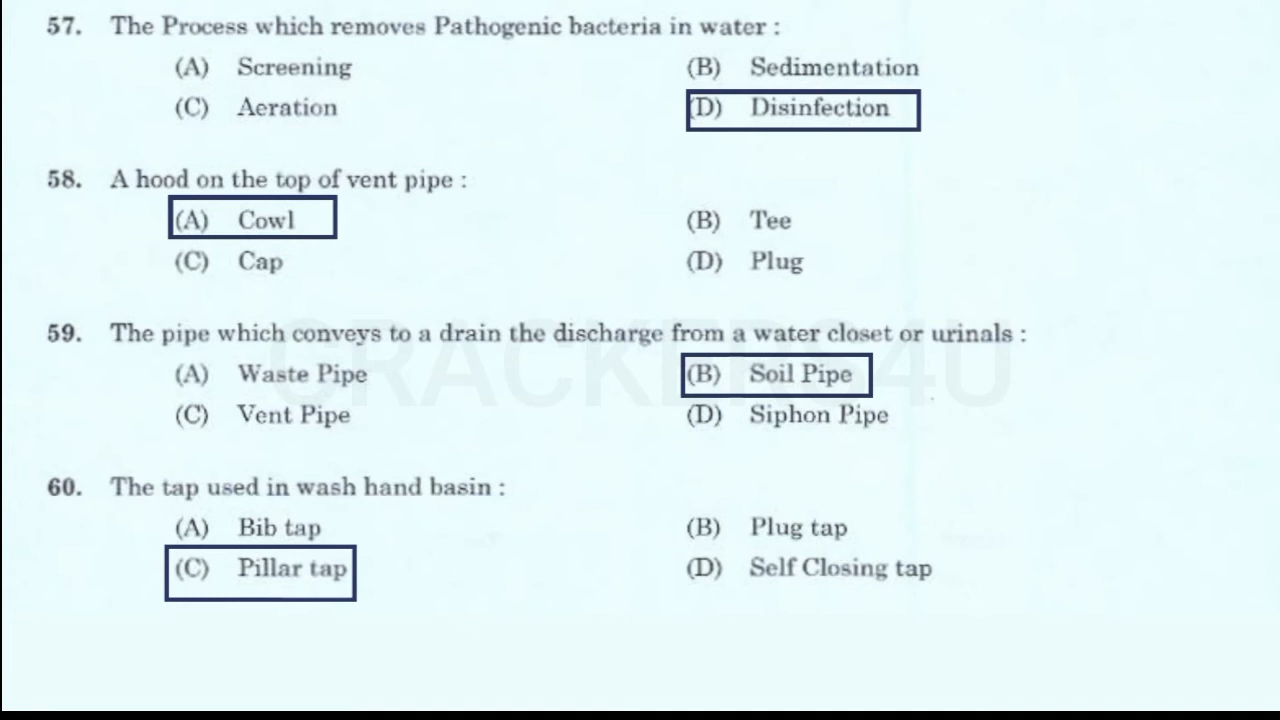 57. The Process which removes Pathogenic bacteria in water :
(A) Screening (B) Sedimentation
(C) Aeration (D) Disinfection
58. A hood on the top of vent pipe :
(A) Cowl (B) Tee
(C) Cap (D) Plug
59. The pipe which conveys to a drain the discharge from a water closet or urinals :
CRACKERS4U
(A) Waste Pipe (B) Soil Pipe
(C) Vent Pipe (D) Siphon Pipe
60. The tap used in wash hand basin :
(A) Bib tap (B) Plug tap
(C) Pillar tap (D) Self Closing tap